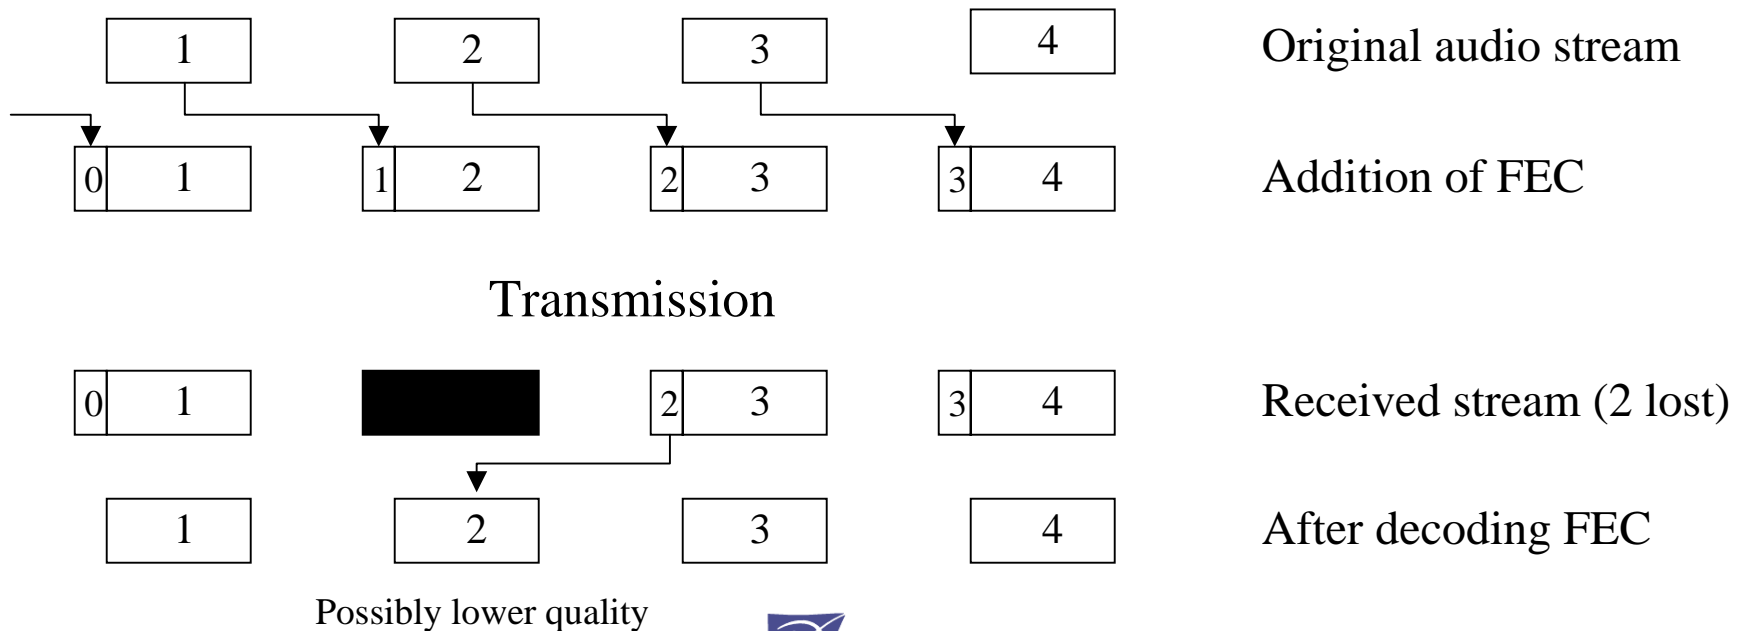 1 2 3 4 Original audio stream
0 1 1 2 2 3 3 4 Addition of FEC
Transmission
0 1 2 3 3 4 Received stream (2 lost)
1 2 3 4 After decoding FEC
Possibly lower quality